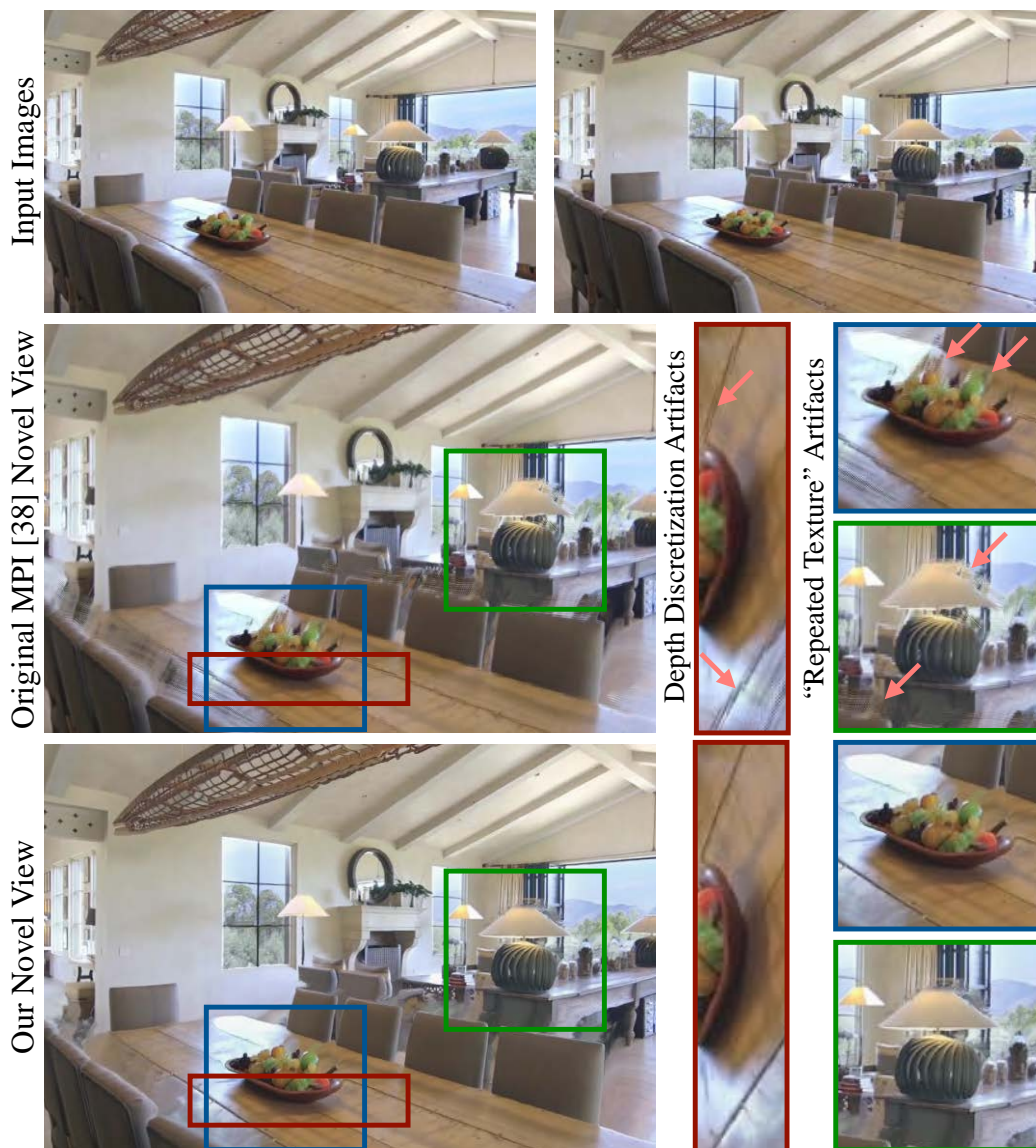 Input Images
Original MPI [38] Novel View
Depth Discretization Artifacts
“Repeated Texture” Artifacts
Our Novel View